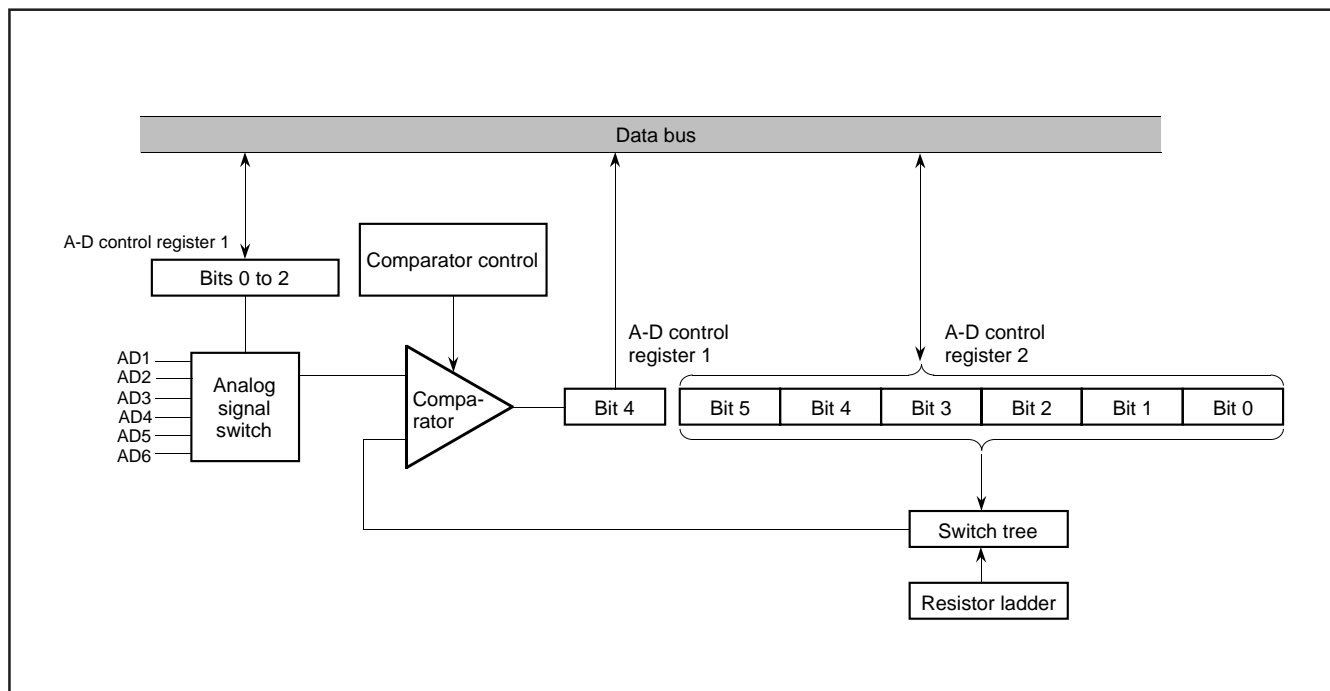 Data bus
A-D control register 1
Bits 0 to 2
Comparator control
AD1
AD2
AD3
AD4
AD5
AD6
Analog
signal
switch
Compa-
rator
Bit 4
A-D control
register 1
A-D control
register 2
Bit 5
Bit 4
Bit 3
Bit 2
Bit 1
Bit 0
Switch tree
Resistor ladder